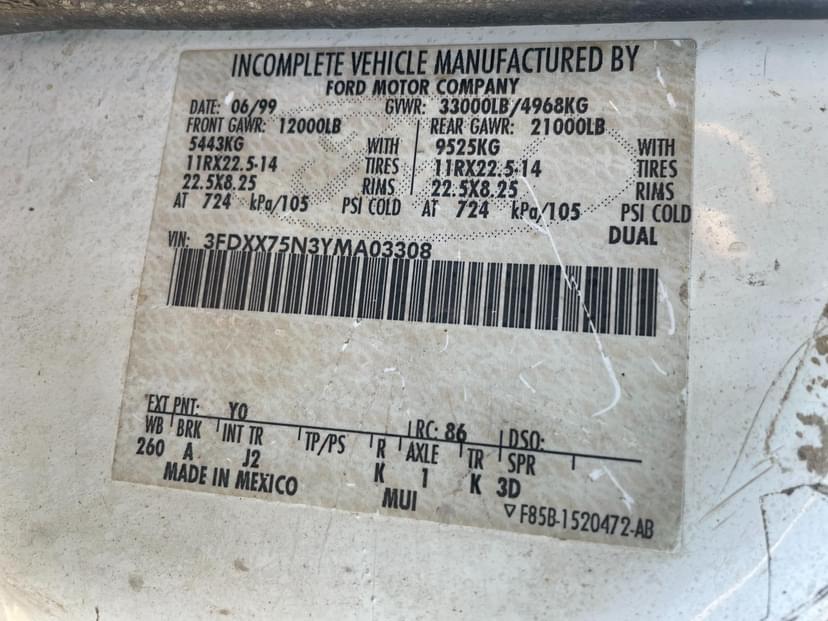 INCOMPLETE VEHICLE MANUFACTURED BY
FORD MOTOR COMPANY
DATE: 06/99 GVWR: 33000LB/4968KG
FRONT GAWR: 12000LB REAR GAWR: 21000LB
5443KG WITH 9525KG WITH
11RX22.5-14 TIRES 11RX22.5-14 TIRES
22.5X8.25 RIMS 22.5X8.25 RIMS
AT 724 kPa/105 PSI COLD AT 724 kPa/105 PSI COLD
DUAL
VIN: 3FDXX75N3YMA03308
EXT PNT: YO RC: 86 DSO:
WB BRK INT TR TP/PS R AXLE TR SPR
260 A J2 K 1 K 3D
MADE IN MEXICO MUI
F85B-1520472-AB